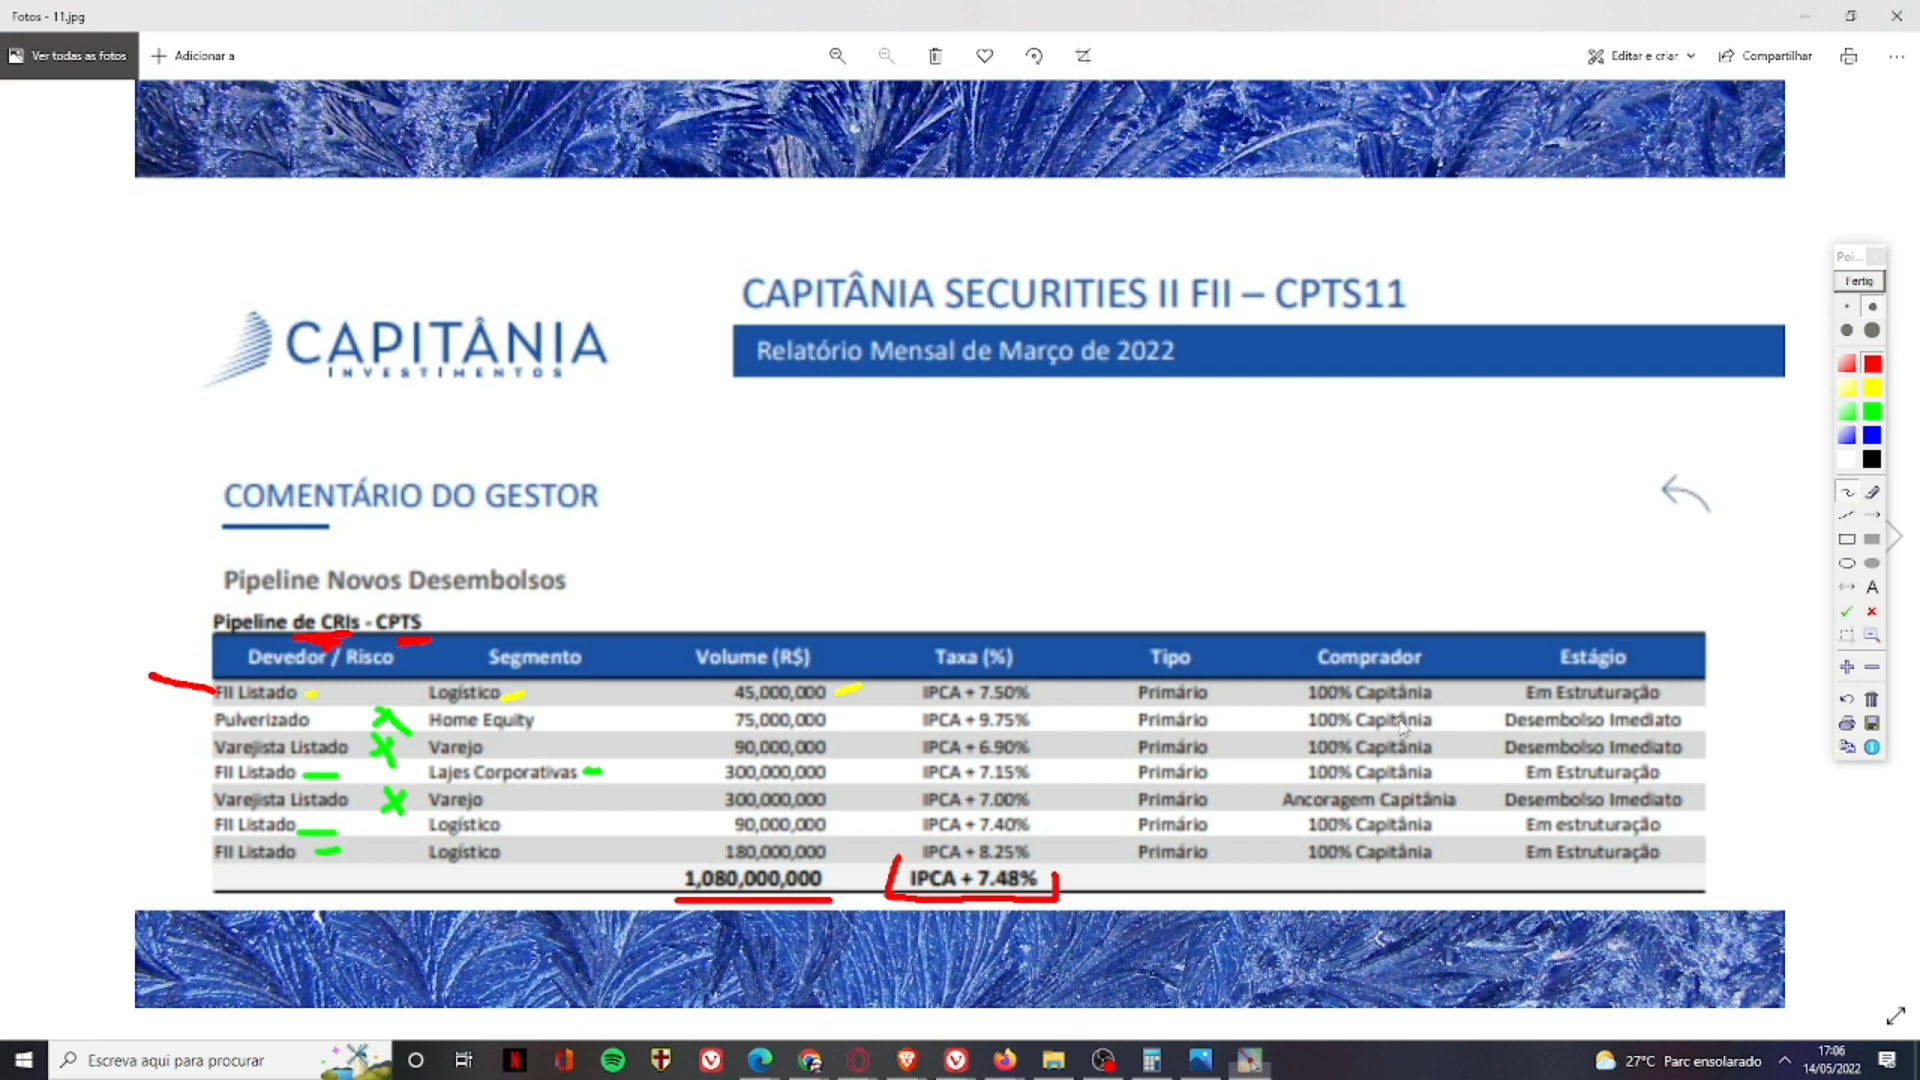 Fotos - 11.jpg
Ver todas as fotos
Adicionar a
Editar e criar
Compartilhar
CAPITÂNIA SECURITIES II FII – CPTS11
CAPITÂNIA
INVESTIMENTOS
Relatório Mensal de Março de 2022
Poi...
Fertig
COMENTÁRIO DO GESTOR
Pipeline Novos Desembolsos
Pipeline de CRIs - CPTS
Devedor / Risco Segmento Volume (R$) Taxa (%) Tipo Comprador Estágio
FII Listado Logístico 45,000,000 IPCA + 7.50% Primário 100% Capitânia Em Estruturação
Pulverizado Home Equity 75,000,000 IPCA + 9.75% Primário 100% Capitânia Desembolso Imediato
Varejista Listado Varejo 90,000,000 IPCA + 6.90% Primário 100% Capitânia Desembolso Imediato
FII Listado Lajes Corporativas 300,000,000 IPCA + 7.15% Primário 100% Capitânia Em Estruturação
Varejista Listado Varejo 300,000,000 IPCA + 7.00% Primário Ancoragem Capitânia Desembolso Imediato
FII Listado Logístico 90,000,000 IPCA + 7.40% Primário 100% Capitânia Em estruturação
FII Listado Logístico 180,000,000 IPCA + 8.25% Primário 100% Capitânia Em Estruturação
1,080,000,000 IPCA + 7.48%
Escreva aqui para procurar
27°C Parc ensolarado
17:06
14/05/2022